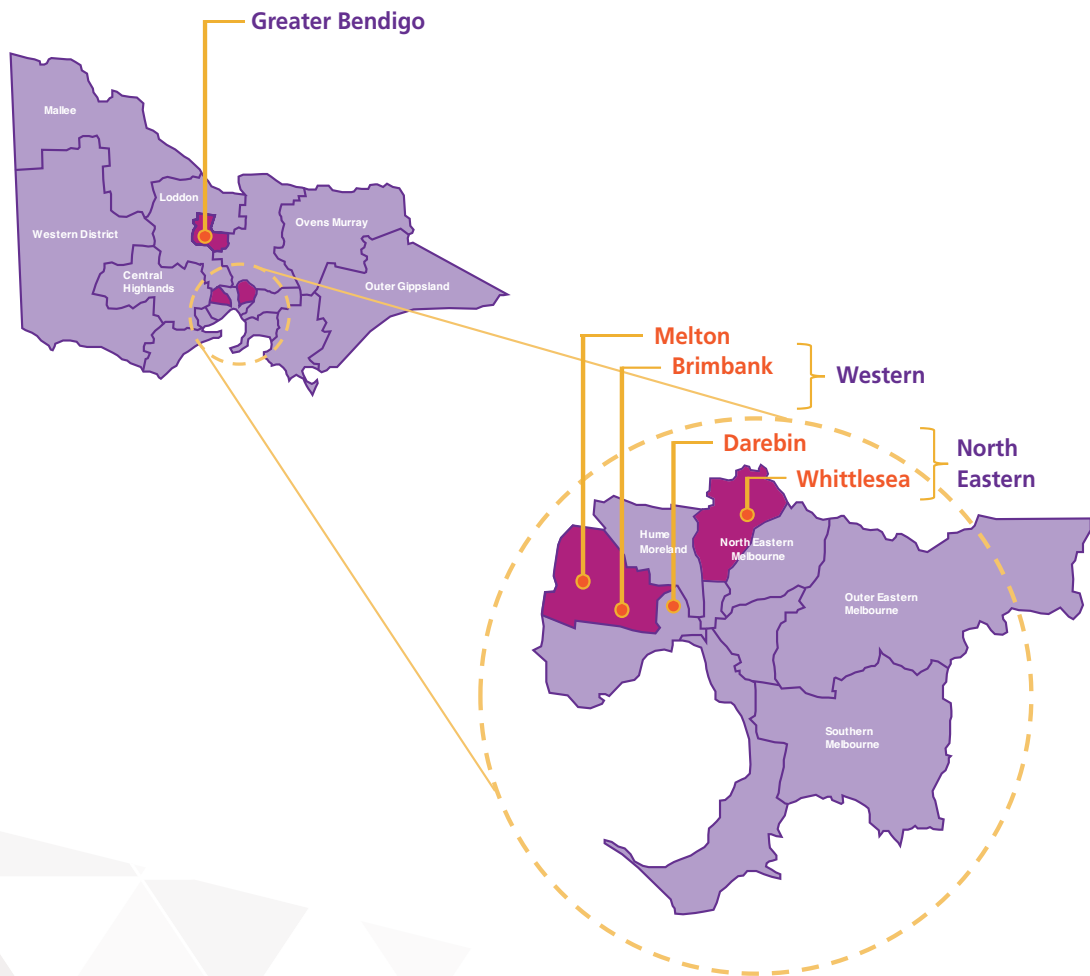 Greater Bendigo
Mallee
Loddon
Ovens Murray
Western District
Central
Highlands
Outer Gippsland
Melton
Brimbank
Western
Darebin
Whittlesea
North
Eastern
Hume
Moreland
North Eastern
Melbourne
Outer Eastern
Melbourne
Southern
Melbourne